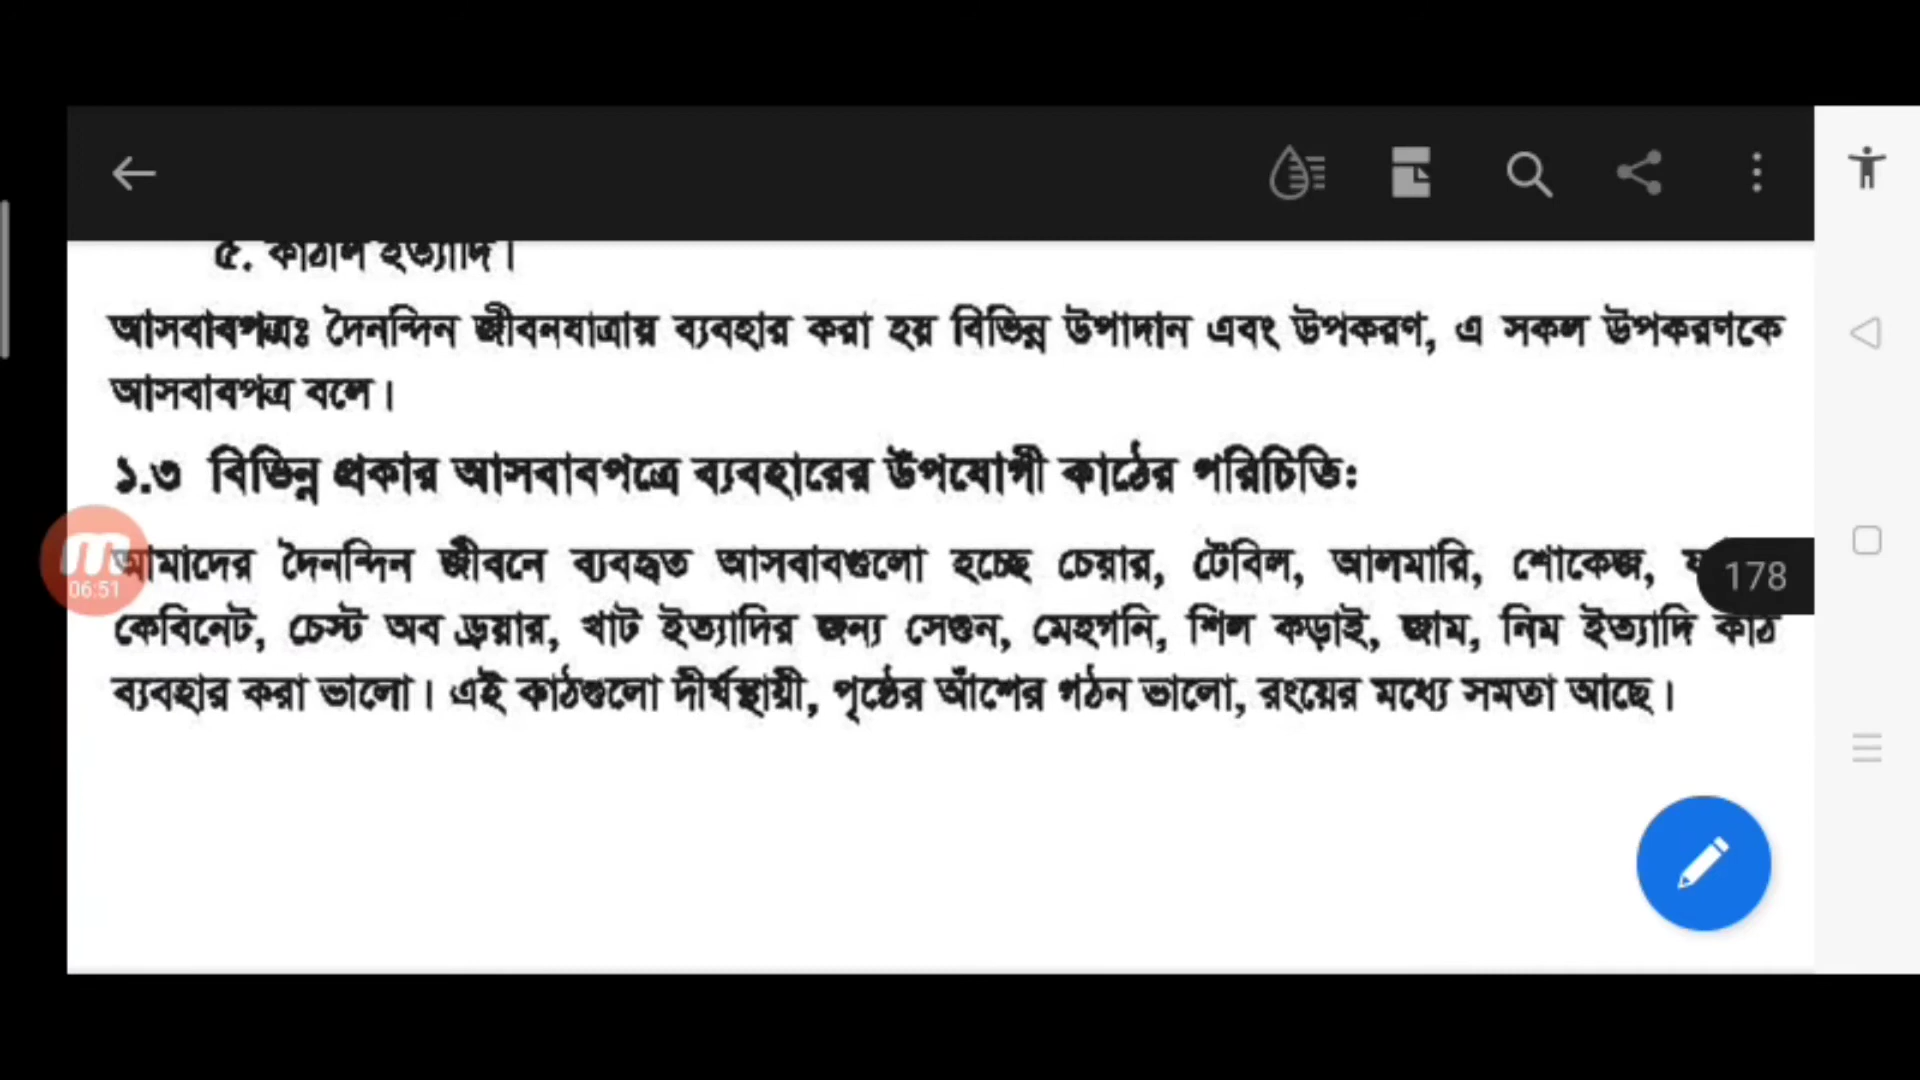 ৫. কাঠাল ইত্যাদি।
আসবাবপত্রঃ দৈনন্দিন জীবনযাত্রায় ব্যবহার করা হয় বিভিন্ন উপাদান এবং উপকরণ, এ সকল উপকরণকে
আসবাবপত্র বলে।
১.৩ বিভিন্ন প্রকার আসবাবপত্রে ব্যবহারের উপযোগী কাঠের পরিচিতিঃ
আমাদের দৈনন্দিন জীবনে ব্যবহৃত আসবাবগুলো হচ্ছে চেয়ার, টেবিল, আলমারি, শোকেজ,
178
06:51
কেবিনেট, চেস্ট অব ড্রয়ার, খাট ইত্যাদির জন্য সেগুন, মেহগনি, শিল কড়াই, জাম, নিম ইত্যাদি কাঠ
ব্যবহার করা ভালো। এই কাঠগুলো দীর্ঘস্থায়ী, পৃষ্ঠের আঁশের গঠন ভালো, রংয়ের মধ্যে সমতা আছে।